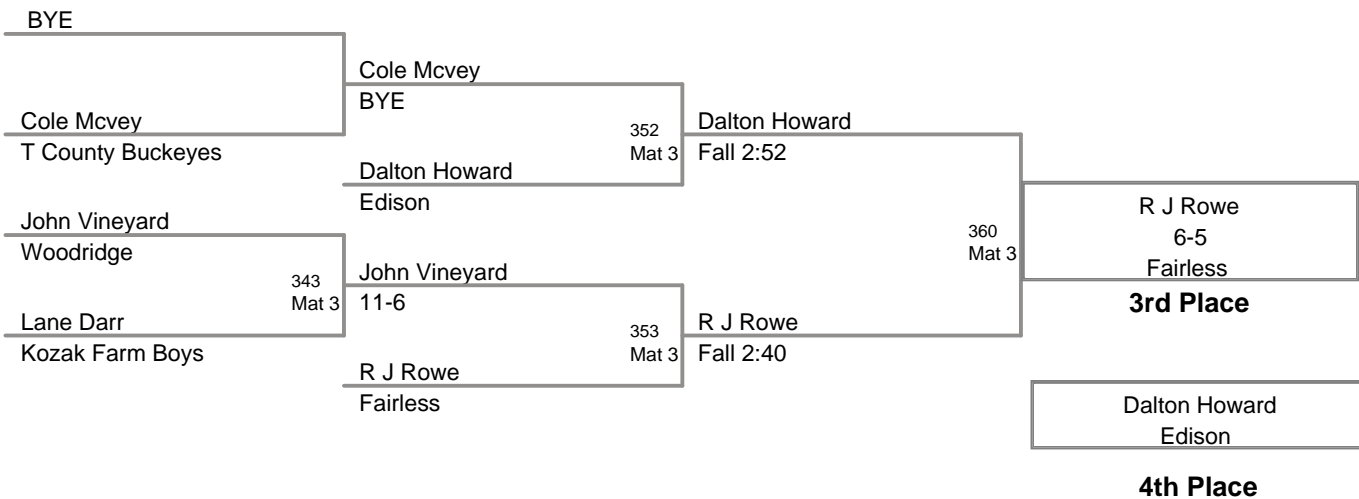 BYE
Cole Mcvey
BYE
Cole Mcvey
T County Buckeyes
352
Mat 3
Dalton Howard
Fall 2:52
Dalton Howard
Edison
John Vineyard
Woodridge
360
Mat 3
R J Rowe
6-5
Fairless
3rd Place
343
Mat 3
John Vineyard
11-6
Lane Darr
Kozak Farm Boys
353
Mat 3
R J Rowe
Fall 2:40
R J Rowe
Fairless
Dalton Howard
Edison
4th Place